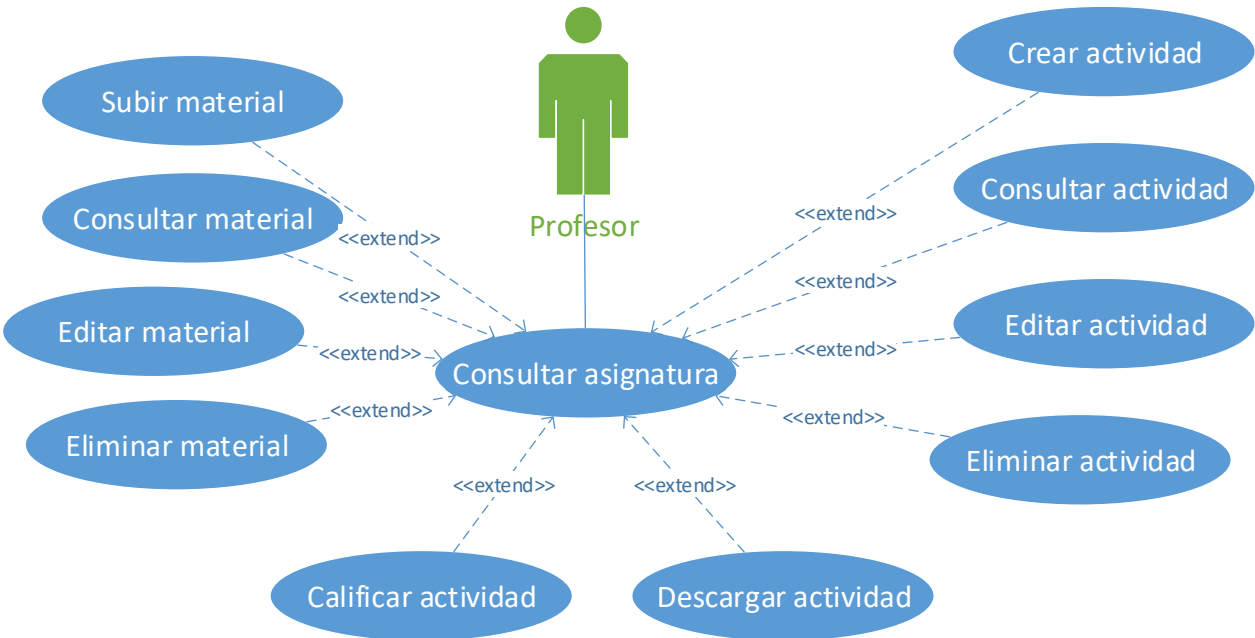 Crear actividad
Subir material
Consultar actividad
Consultar material
Profesor
<<extend>>
<<extend>>
<<extend>>
<<extend>>
Editar material
Editar actividad
<<extend>>
<<extend>>
Consultar asignatura
<<extend>>
<<extend>>
Eliminar material
Eliminar actividad
<<extend>>
<<extend>>
Calificar actividad
Descargar actividad